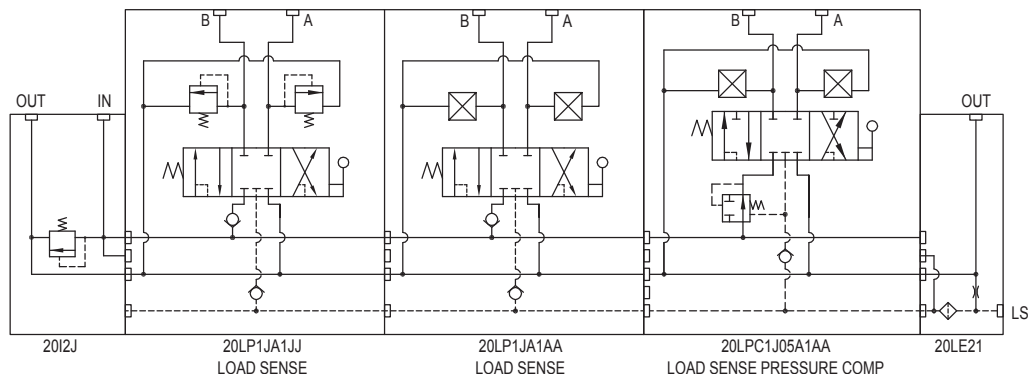 B
A
B
A
B
A
OUT
IN
OUT
LS
20I2J
20LP1JA1JJ
LOAD SENSE
20LP1JA1AA
LOAD SENSE
20LPC1J05A1AA
LOAD SENSE PRESSURE COMP
20LE21